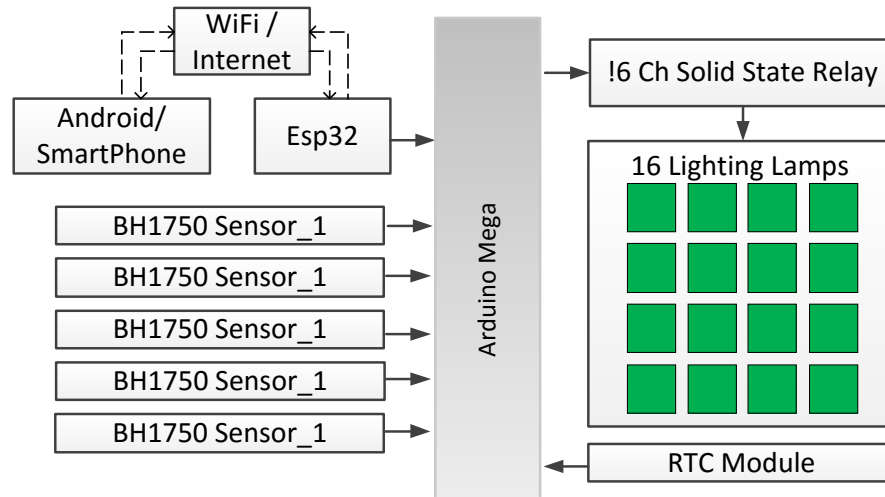 WiFi /
Internet
Android/
SmartPhone
Esp32
BH1750 Sensor_1
BH1750 Sensor_1
BH1750 Sensor_1
BH1750 Sensor_1
BH1750 Sensor_1
Arduino Mega
!6 Ch Solid State Relay
16 Lighting Lamps
RTC Module